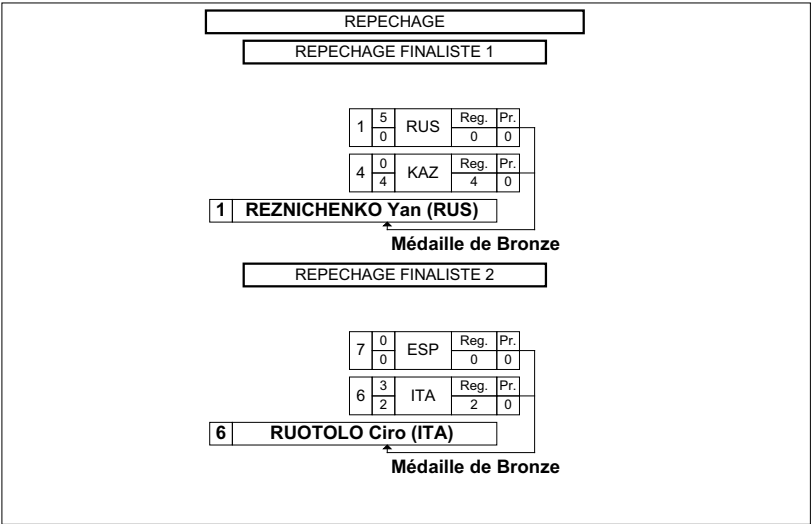 REPECHAGE
REPECHAGE FINALISTE 1
1 5 RUS Reg. Pr.
0 0 0
4 0 KAZ Reg. Pr.
4 4 0
1 REZNICHENKO Yan (RUS)
Médaille de Bronze
REPECHAGE FINALISTE 2
7 0 ESP Reg. Pr.
0 0 0
6 3 ITA Reg. Pr.
2 2 0
6 RUOTOLO Ciro (ITA)
Médaille de Bronze